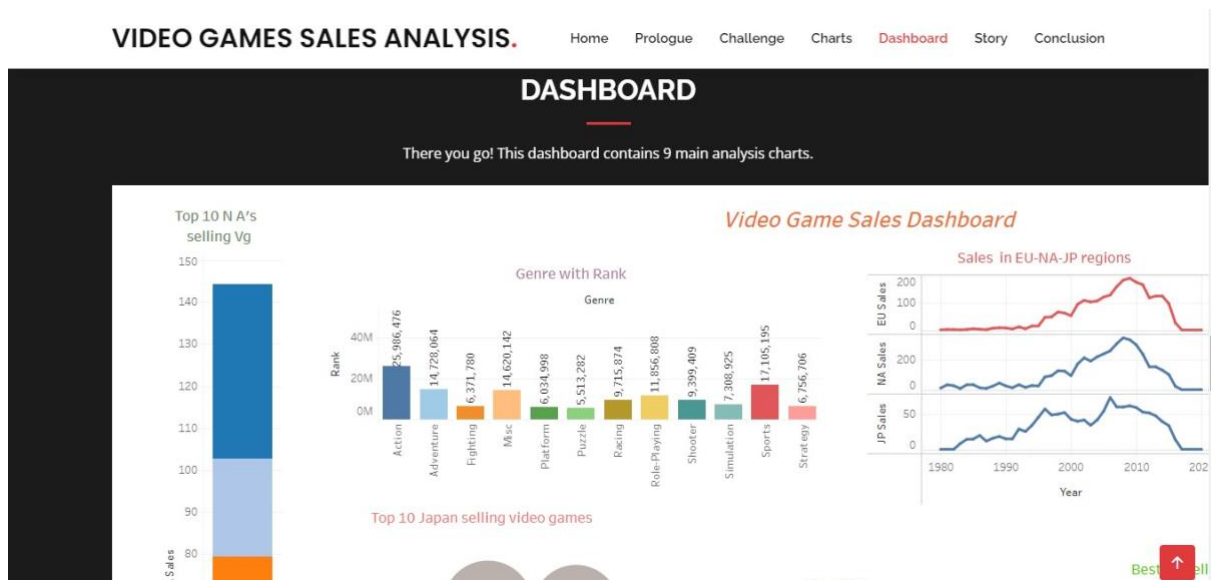 VIDEO GAMES SALES ANALYSIS.
Home Prologue Challenge Charts Dashboard Story Conclusion
DASHBOARD
There you go! This dashboard contains 9 main analysis charts.
Top 10 N A's
selling Vg
150
140
130
120
110
100
90
80
Sales
Video Game Sales Dashboard
Genre with Rank
Genre
Rank
40M
20M
0M
25,986,476
14,728,064
6,371,780
14,620,142
6,034,998
5,513,282
9,715,874
11,856,808
9,399,409
7,308,925
17,105,195
6,756,706
Action
Adventure
Fighting
Misc
Platform
Puzzle
Racing
Role-Playing
Shooter
Simulation
Sports
Strategy
Sales in EU-NA-JP regions
EU Sales
200
100
0
NA Sales
200
0
JP Sales
50
0
1980 1990 2000 2010 202
Year
Top 10 Japan selling video games
Best ell